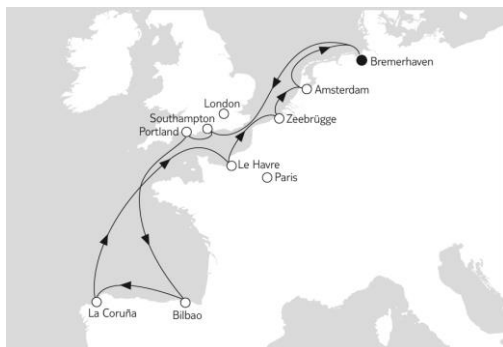 Bremerhaven
Amsterdam
London
Southampton
Portland
Zeebrügge
Le Havre
Paris
La Coruña
Bilbao